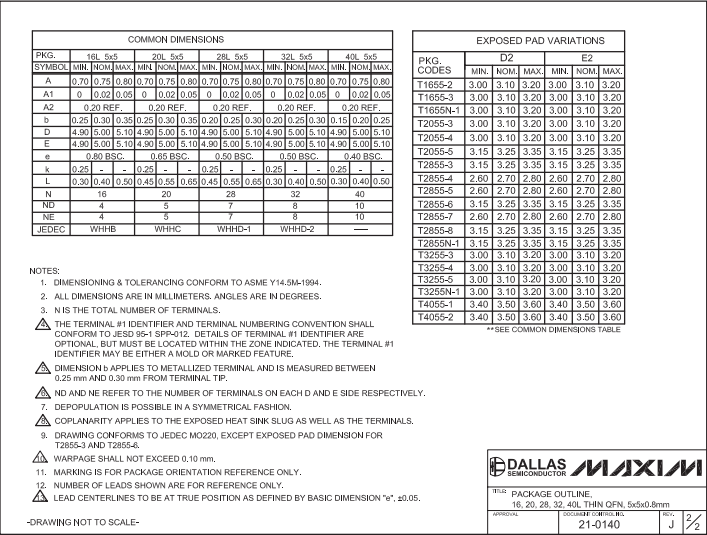 COMMON DIMENSIONS
PKG. 16L 5x5 20L 5x5 28L 5x5 32L 5x5 40L 5x5
SYMBOL MIN. NOM. MAX. MIN. NOM. MAX. MIN. NOM. MAX. MIN. NOM. MAX. MIN. NOM. MAX.
A 0.70 0.75 0.80 0.70 0.75 0.80 0.70 0.75 0.80 0.70 0.75 0.80 0.70 0.75 0.80
A1 0 0.02 0.05 0 0.02 0.05 0 0.02 0.05 0 0.02 0.05 0 0.02 0.05
A2 0.20 REF. 0.20 REF. 0.20 REF. 0.20 REF. 0.20 REF.
b 0.25 0.30 0.35 0.25 0.30 0.35 0.20 0.25 0.30 0.20 0.25 0.30 0.15 0.20 0.25
D 4.90 5.00 5.10 4.90 5.00 5.10 4.90 5.00 5.10 4.90 5.00 5.10 4.90 5.00 5.10
E 4.90 5.00 5.10 4.90 5.00 5.10 4.90 5.00 5.10 4.90 5.00 5.10 4.90 5.00 5.10
e 0.80 BSC. 0.65 BSC. 0.50 BSC. 0.50 BSC. 0.40 BSC.
k 0.25 - - 0.25 - - 0.25 - - 0.25 - - 0.25 - -
L 0.30 0.40 0.50 0.45 0.55 0.65 0.45 0.55 0.65 0.30 0.40 0.50 0.30 0.40 0.50
N 16 20 28 32 40
ND 4 5 7 8 10
NE 4 5 7 8 10
JEDEC WHHB WHHC WHHD-1 WHHD-2 —
EXPOSED PAD VARIATIONS
PKG. CODES D2 E2
MIN. NOM. MAX. MIN. NOM. MAX.
T1655-2 3.00 3.10 3.20 3.00 3.10 3.20
T1655-3 3.00 3.10 3.20 3.00 3.10 3.20
T1655N-1 3.00 3.10 3.20 3.00 3.10 3.20
T2055-3 3.00 3.10 3.20 3.00 3.10 3.20
T2055-4 3.00 3.10 3.20 3.00 3.10 3.20
T2055-5 3.15 3.25 3.35 3.15 3.25 3.35
T2855-3 3.15 3.25 3.35 3.15 3.25 3.35
T2855-4 2.60 2.70 2.80 2.60 2.70 2.80
T2855-5 2.60 2.70 2.80 2.60 2.70 2.80
T2855-6 3.15 3.25 3.35 3.15 3.25 3.35
T2855-7 2.60 2.70 2.80 2.60 2.70 2.80
T2855-8 3.15 3.25 3.35 3.15 3.25 3.35
T2855N-1 3.15 3.25 3.35 3.15 3.25 3.35
T3255-3 3.00 3.10 3.20 3.00 3.10 3.20
T3255-4 3.00 3.10 3.20 3.00 3.10 3.20
T3255-5 3.00 3.10 3.20 3.00 3.10 3.20
T3255N-1 3.00 3.10 3.20 3.00 3.10 3.20
T4055-1 3.40 3.50 3.60 3.40 3.50 3.60
T4055-2 3.40 3.50 3.60 3.40 3.50 3.60
**SEE COMMON DIMENSIONS TABLE
NOTES:
1. DIMENSIONING & TOLERANCING CONFORM TO ASME Y14.5M-1994.
2. ALL DIMENSIONS ARE IN MILLIMETERS. ANGLES ARE IN DEGREES.
3. N IS THE TOTAL NUMBER OF TERMINALS.
4. THE TERMINAL #1 IDENTIFIER AND TERMINAL NUMBERING CONVENTION SHALL
CONFORM TO JESD 95-1 SPP-012. DETAILS OF TERMINAL #1 IDENTIFIER ARE
OPTIONAL, BUT MUST BE LOCATED WITHIN THE ZONE INDICATED. THE TERMINAL #1
IDENTIFIER MAY BE EITHER A MOLD OR MARKED FEATURE.
5. DIMENSION b APPLIES TO METALLIZED TERMINAL AND IS MEASURED BETWEEN
0.25 mm AND 0.30 mm FROM TERMINAL TIP.
6. ND AND NE REFER TO THE NUMBER OF TERMINALS ON EACH D AND E SIDE RESPECTIVELY.
7. DEPOPULATION IS POSSIBLE IN A SYMMETRICAL FASHION.
8. COPLANARITY APPLIES TO THE EXPOSED HEAT SINK SLUG AS WELL AS THE TERMINALS.
9. DRAWING CONFORMS TO JEDEC MO220, EXCEPT EXPOSED PAD DIMENSION FOR
T2855-3 AND T2855-6.
10. WARPAGE SHALL NOT EXCEED 0.10 mm.
11. MARKING IS FOR PACKAGE ORIENTATION REFERENCE ONLY.
12. NUMBER OF LEADS SHOWN ARE FOR REFERENCE ONLY.
13. LEAD CENTERLINES TO BE AT TRUE POSITION AS DEFINED BY BASIC DIMENSION "e", ±0.05.
-DRAWING NOT TO SCALE-
DALLAS SEMICONDUCTOR MAXIM
TITLE: PACKAGE OUTLINE,
16, 20, 28, 32, 40L THIN QFN, 5x5x0.8mm
APPROVAL DOCUMENT CONTROL NO. REV.
21-0140 J 2/2